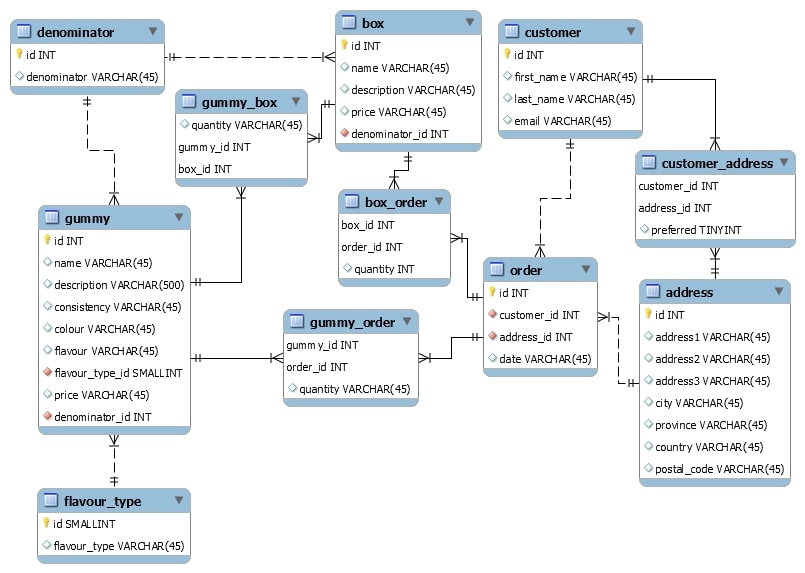 denominator
id INT
denominator VARCHAR(45)
box
id INT
name VARCHAR(45)
description VARCHAR(45)
price VARCHAR(45)
denominator_id INT
customer
id INT
first_name VARCHAR(45)
last_name VARCHAR(45)
email VARCHAR(45)
gummy_box
quantity VARCHAR(45)
gummy_id INT
box_id INT
customer_address
customer_id INT
address_id INT
preferred TINYINT
box_order
box_id INT
order_id INT
quantity INT
gummy
id INT
name VARCHAR(45)
description VARCHAR(500)
consistency VARCHAR(45)
colour VARCHAR(45)
flavour VARCHAR(45)
flavour_type_id SMALLINT
price VARCHAR(45)
denominator_id INT
order
id INT
customer_id INT
address_id INT
date VARCHAR(45)
address
id INT
address1 VARCHAR(45)
address2 VARCHAR(45)
address3 VARCHAR(45)
city VARCHAR(45)
province VARCHAR(45)
country VARCHAR(45)
postal_code VARCHAR(45)
gummy_order
gummy_id INT
order_id INT
quantity VARCHAR(45)
flavour_type
id SMALLINT
flavour_type VARCHAR(45)